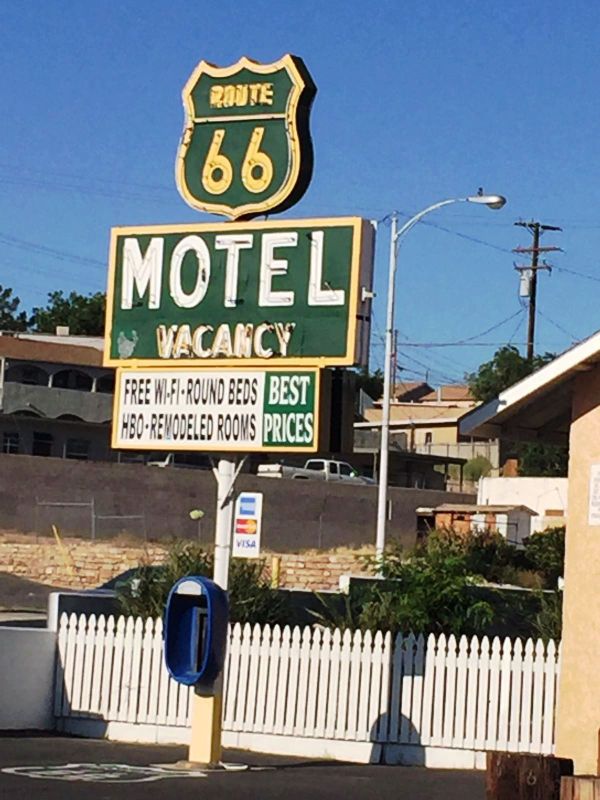 ROUTE
66
MOTEL
VACANCY
FREE WI-FI·ROUND BEDS
HBO·REMODELED ROOMS
BEST
PRICES
VISA